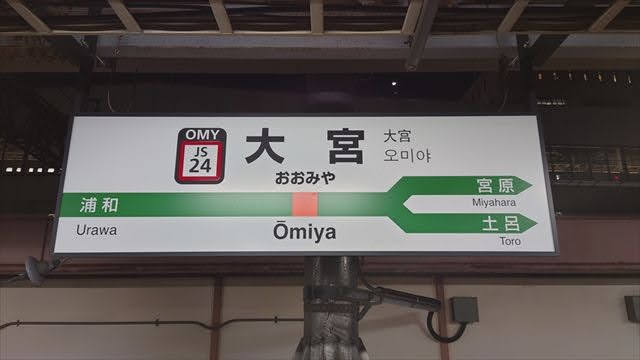 OMY
JS
24
大宮
大宮
오미야
おおみや
浦和
Urawa
Ōmiya
宮原
Miyahara
土呂
Toro